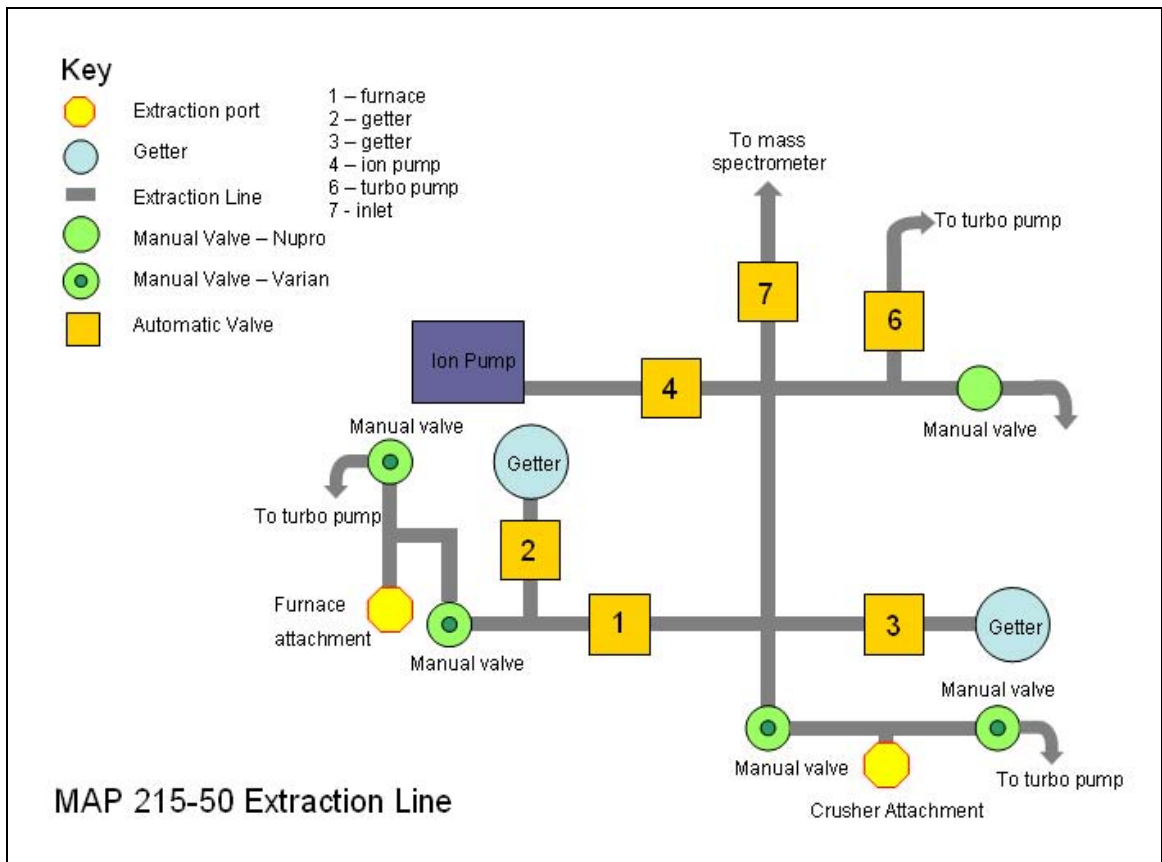 Key
Extraction port
Getter
Extraction Line
Manual Valve – Nupro
Manual Valve – Varian
Automatic Valve
1 – furnace
2 – getter
3 – getter
4 – ion pump
6 – turbo pump
7 - inlet
To mass
spectrometer
To turbo pump
7
6
Ion Pump
4
Manual valve
Manual valve
Getter
To turbo pump
2
Furnace
attachment
1
3
Getter
Manual valve
Manual valve
Manual valve
To turbo pump
Crusher Attachment
MAP 215-50 Extraction Line